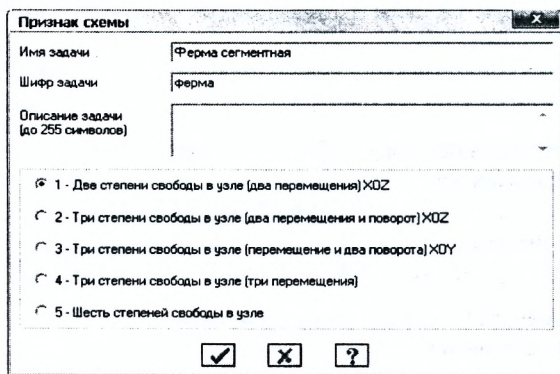 Признак схемы
Имя задачи
Ферма сегментная
Шифр задачи
Ферма
Описание задачи
(до 255 символов)
1 - Две степени свободы в узле (два перемещения) XOZ
2 - Три степени свободы в узле (два перемещения и поворот) XOZ
3 - Три степени свободы в узле (перемещение и два поворота) XOY
4 - Три степени свободы в узле (три перемещения)
5 - Шесть степеней свободы в узле
?